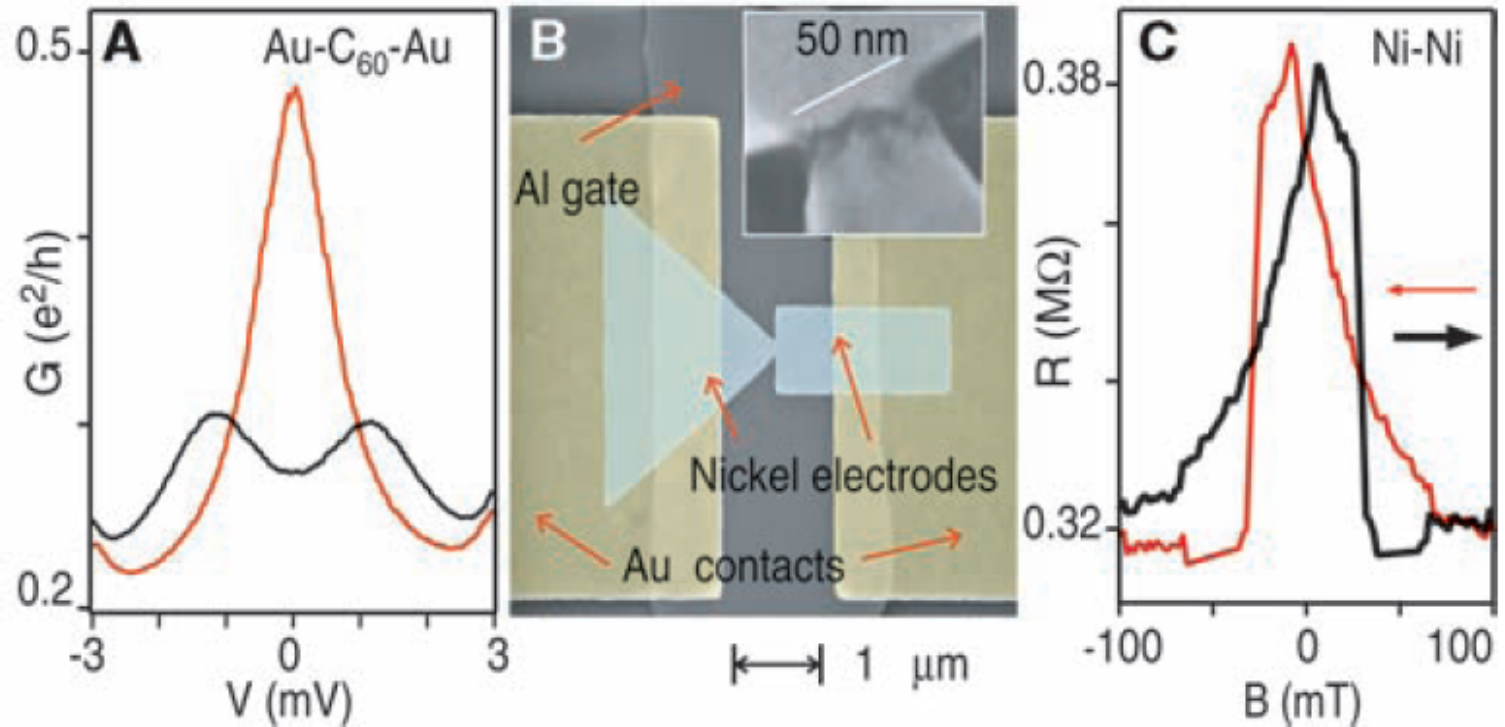 A
Au-C60-Au
0.5
0.2
G (e²/h)
-3
0
3
V (mV)
B
50 nm
Al gate
Nickel electrodes
Au contacts
1 μm
C
Ni-Ni
0.38
0.32
R (MΩ)
-100
0
100
B (mT)